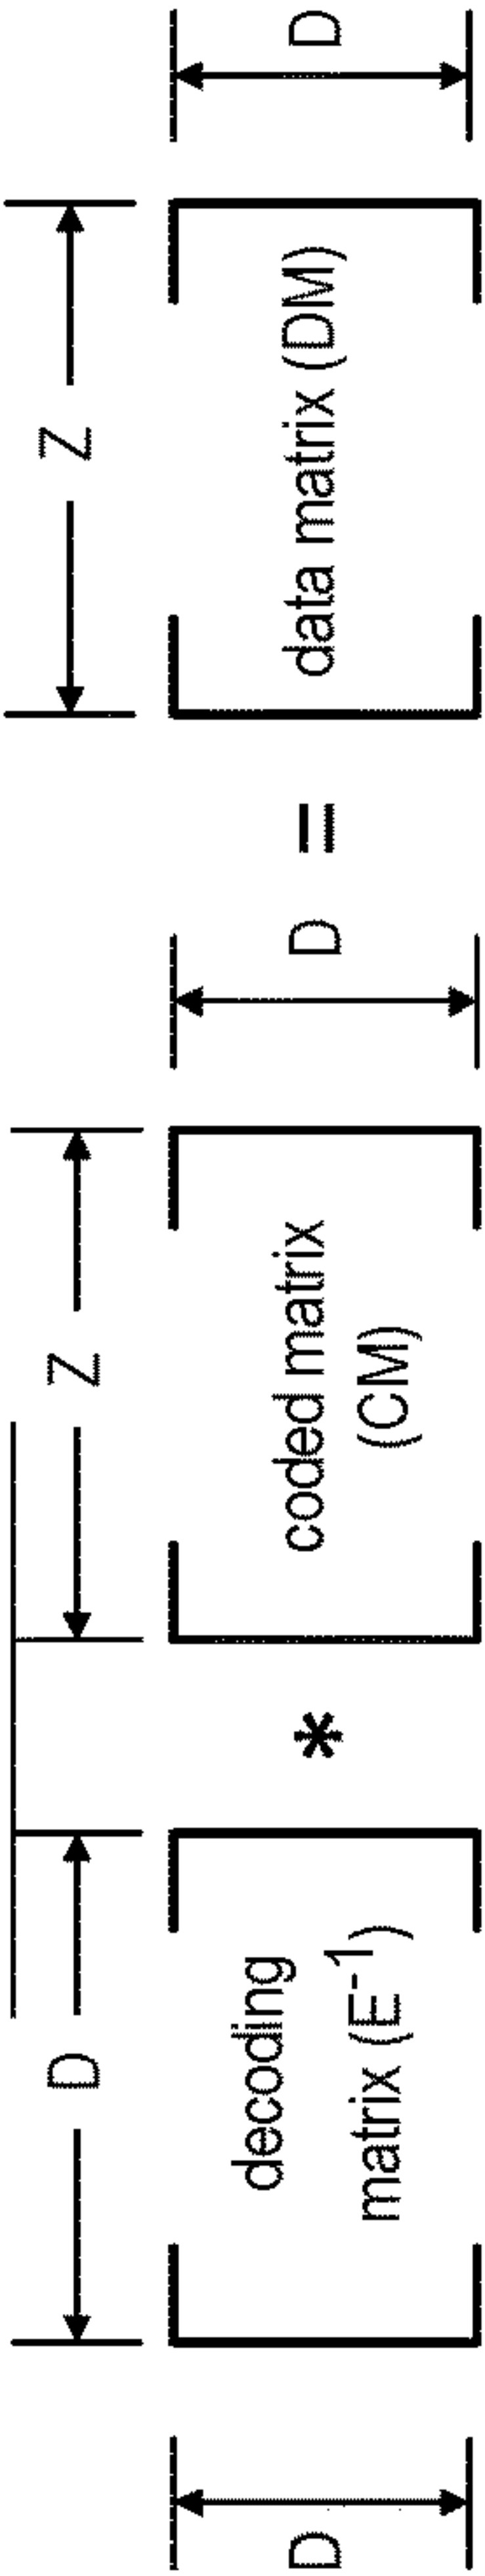 D
Z
Z
D
decoding
matrix (E⁻¹)
*
coded matrix
(CM)
D
=
data matrix (DM)
D
D